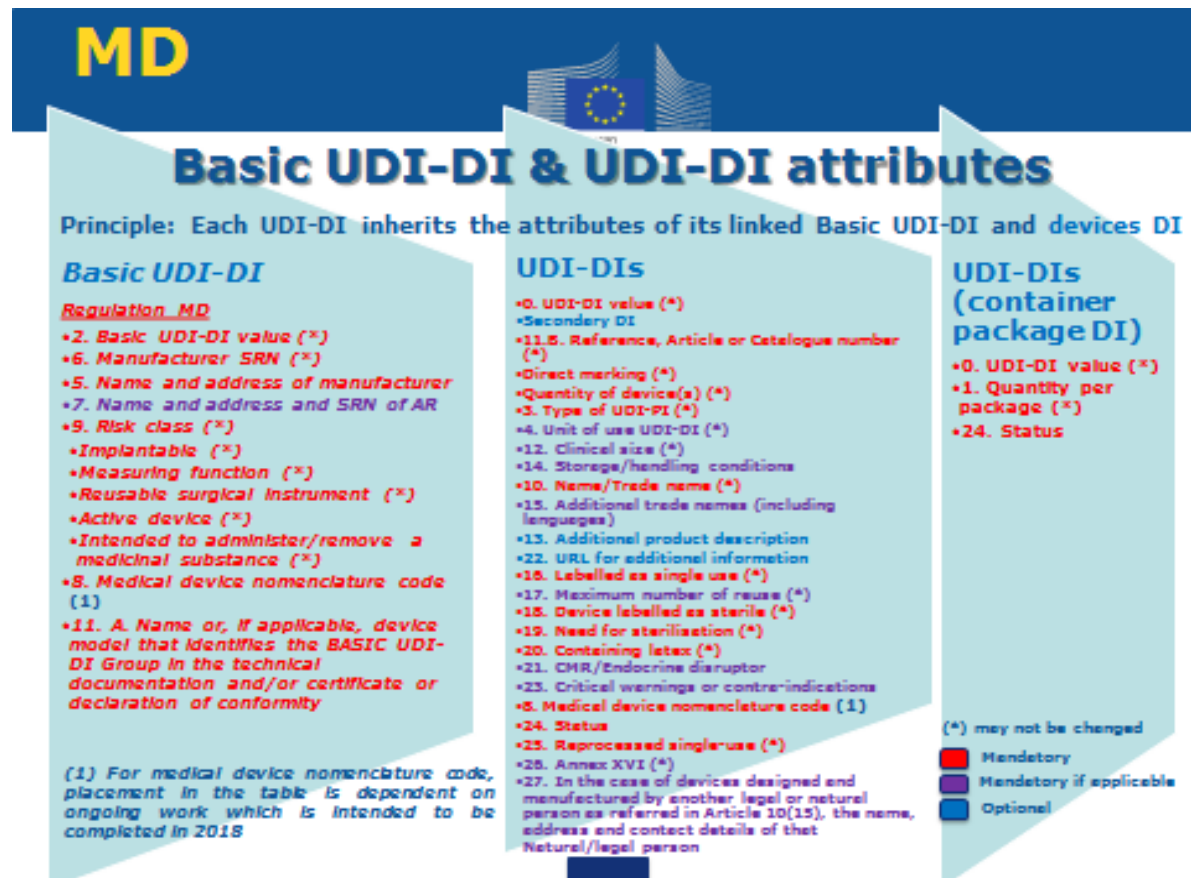 MD
Basic UDI-DI & UDI-DI attributes
Principle: Each UDI-DI inherits the attributes of its linked Basic UDI-DI and devices DI
Basic UDI-DI
Regulation MD
•2. Basic UDI-DI value (*)
•6. Manufacturer SRN (*)
•5. Name and address of manufacturer
•7. Name and address and SRN of AR
•9. Risk class (*)
•Implantable (*)
•Measuring function (*)
•Reusable surgical instrument (*)
•Active device (*)
•Intended to administer/remove a
medicinal substance (*)
•8. Medical device nomenclature code
(1)
•11. A. Name or, if applicable, device
model that identifies the BASIC UDI-
DI Group in the technical
documentation and/or certificate or
declaration of conformity
(1) For medical device nomenclature code,
placement in the table is dependent on
ongoing work which is intended to be
completed in 2018
UDI-DIs
•0. UDI-DI value (*)
•Secondary DI
•11.B. Reference, Article or Catalogue number
(*)
•Direct marking (*)
•Quantity of device(s) (*)
•3. Type of UDI-PI (*)
•4. Unit of use UDI-DI (*)
•12. Clinical size (*)
•14. Storage/handling conditions
•10. Name/Trade name (*)
•15. Additional trade names (including
languages)
•13. Additional product description
•22. URL for additional information
•16. Labelled as single use (*)
•17. Maximum number of reuse (*)
•18. Device labelled as sterile (*)
•19. Need for sterilisation (*)
•20. Containing latex (*)
•21. CMR/Endocrine disruptor
•23. Critical warnings or contra-indications
•8. Medical device nomenclature code (1)
•24. Status
•25. Reprocessed single-use (*)
•26. Annex XVI (*)
•27. In the case of devices designed and
manufactured by another legal or natural
person as referred in Article 10(15), the name,
address and contact details of that
Natural/legal person
UDI-DIs
(container
package DI)
•0. UDI-DI value (*)
•1. Quantity per
package (*)
•24. Status
(*) may not be changed
Mandatory
Mandatory if applicable
Optional